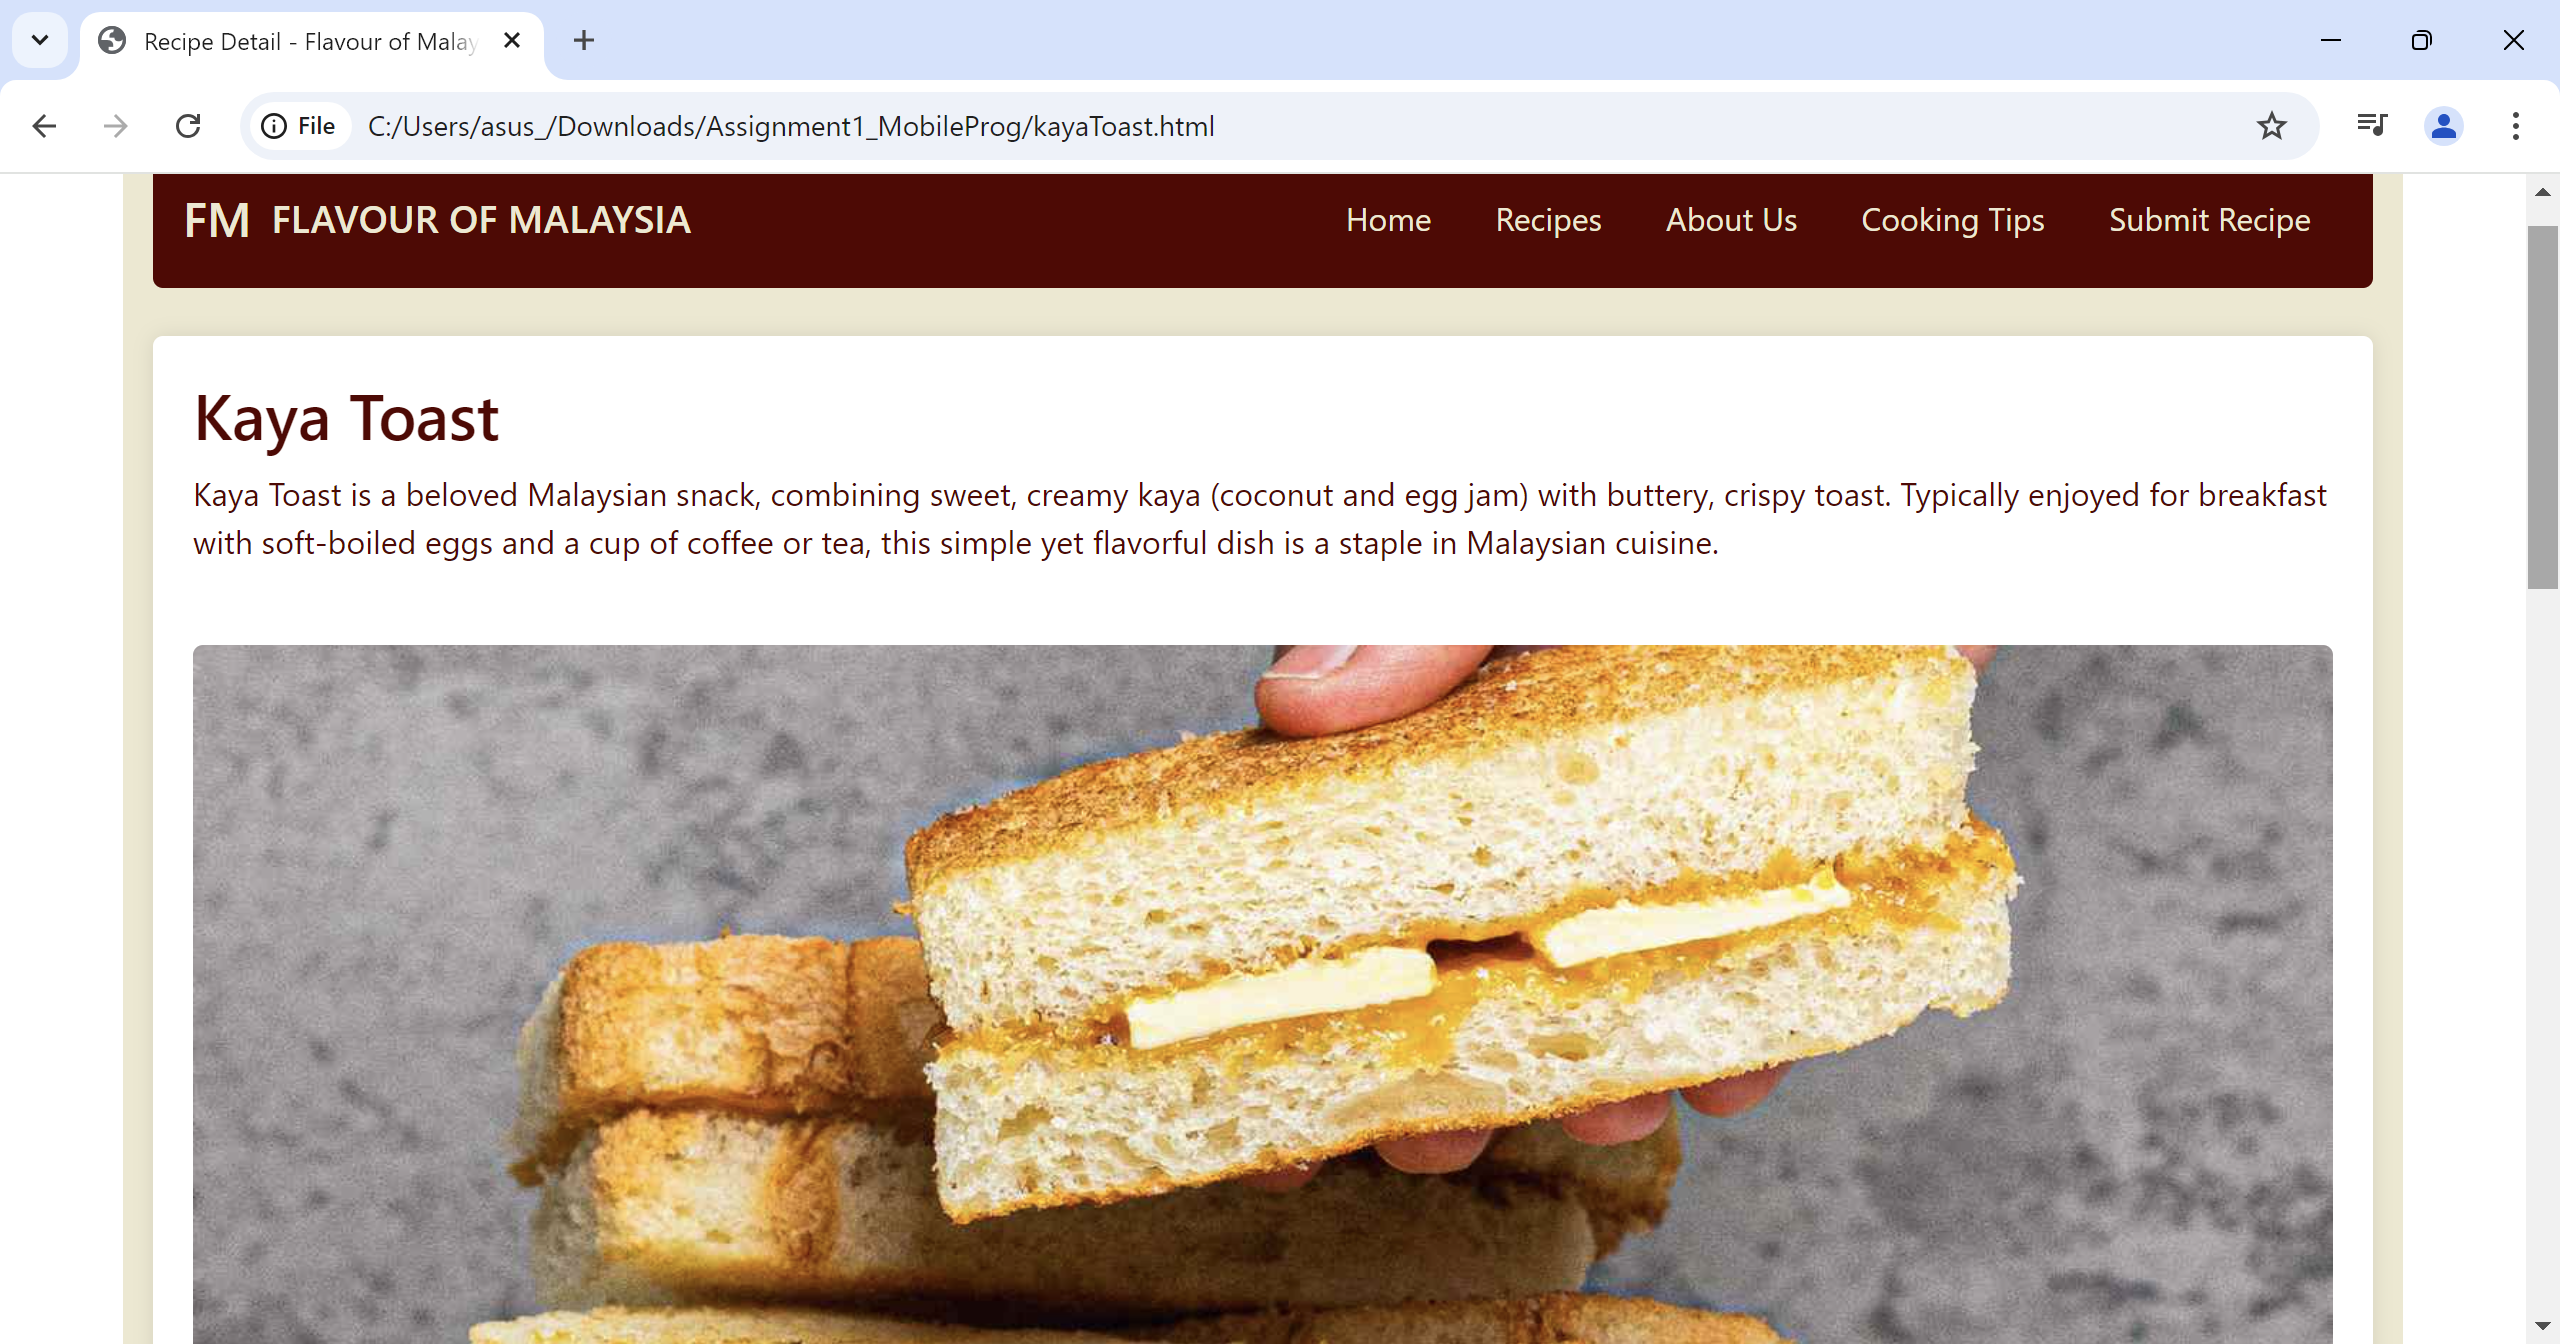 Recipe Detail - Flavour of Malay
File C:/Users/asus_/Downloads/Assignment1_MobileProg/kayaToast.html
FM FLAVOUR OF MALAYSIA Home Recipes About Us Cooking Tips Submit Recipe
Kaya Toast
Kaya Toast is a beloved Malaysian snack, combining sweet, creamy kaya (coconut and egg jam) with buttery, crispy toast. Typically enjoyed for breakfast
with soft-boiled eggs and a cup of coffee or tea, this simple yet flavorful dish is a staple in Malaysian cuisine.